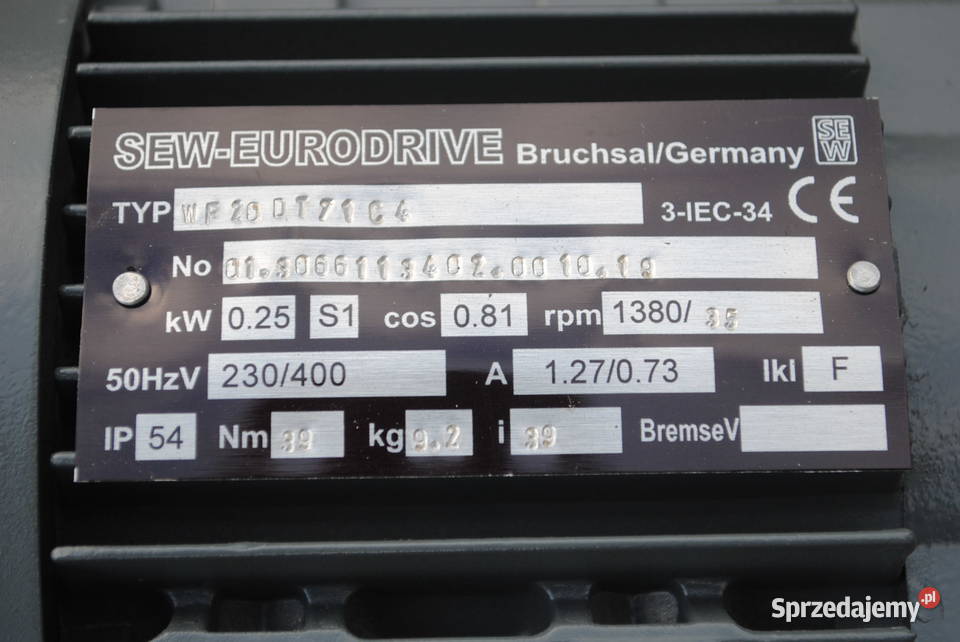 SEW-EURODRIVE Bruchsal/Germany SEW
TYP WF20DT71C4 3-IEC-34 CE
No 01.3066113402.0010.19
kW 0.25 S1 cos 0.81 rpm 1380/ 35
50HzV 230/400 A 1.27/0.73 Ikl F
IP 54 Nm 39 kg 9.2 i 39 BremseV
Sprzedajemy.pl